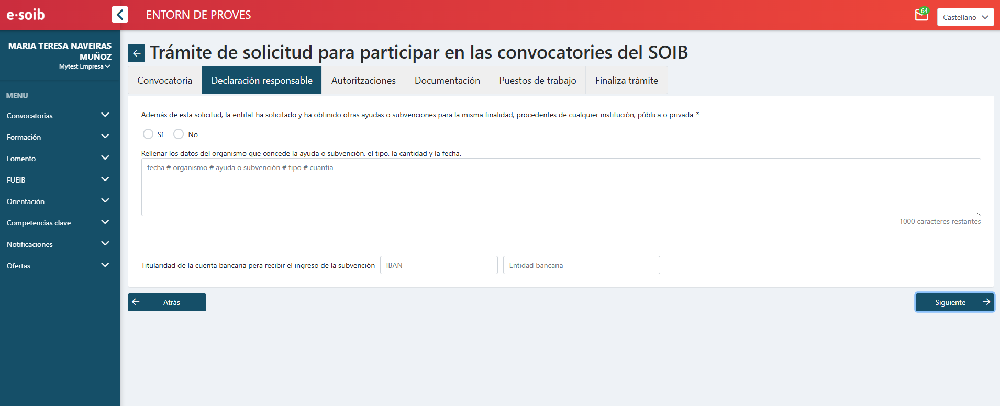 e·soib
ENTORN DE PROVES
64
Castellano
MARIA TERESA NAVEIRAS
MUÑOZ
Mytest Empresa
MENU
Convocatorias
Formación
Fomento
FUEIB
Orientación
Competencias clave
Notificaciones
Ofertas
Trámite de solicitud para participar en las convocatories del SOIB
Convocatoria
Declaración responsable
Autoritzaciones
Documentación
Puestos de trabajo
Finaliza trámite
Además de esta solicitud, la entitat ha solicitado y ha obtinido otras ayudas o subvenciones para la misma finalidad, procedentes de cualquier institución, pública o privada *
Sí No
Rellenar los datos del organismo que concede la ayuda o subvención, el tipo, la cantidad y la fecha.
fecha # organismo # ayuda o subvención # tipo # cuantía
1000 caracteres restantes
Titularidad de la cuenta bancaria pera recibir el ingreso de la subvención
IBAN
Entidad bancaria
Atrás
Siguiente